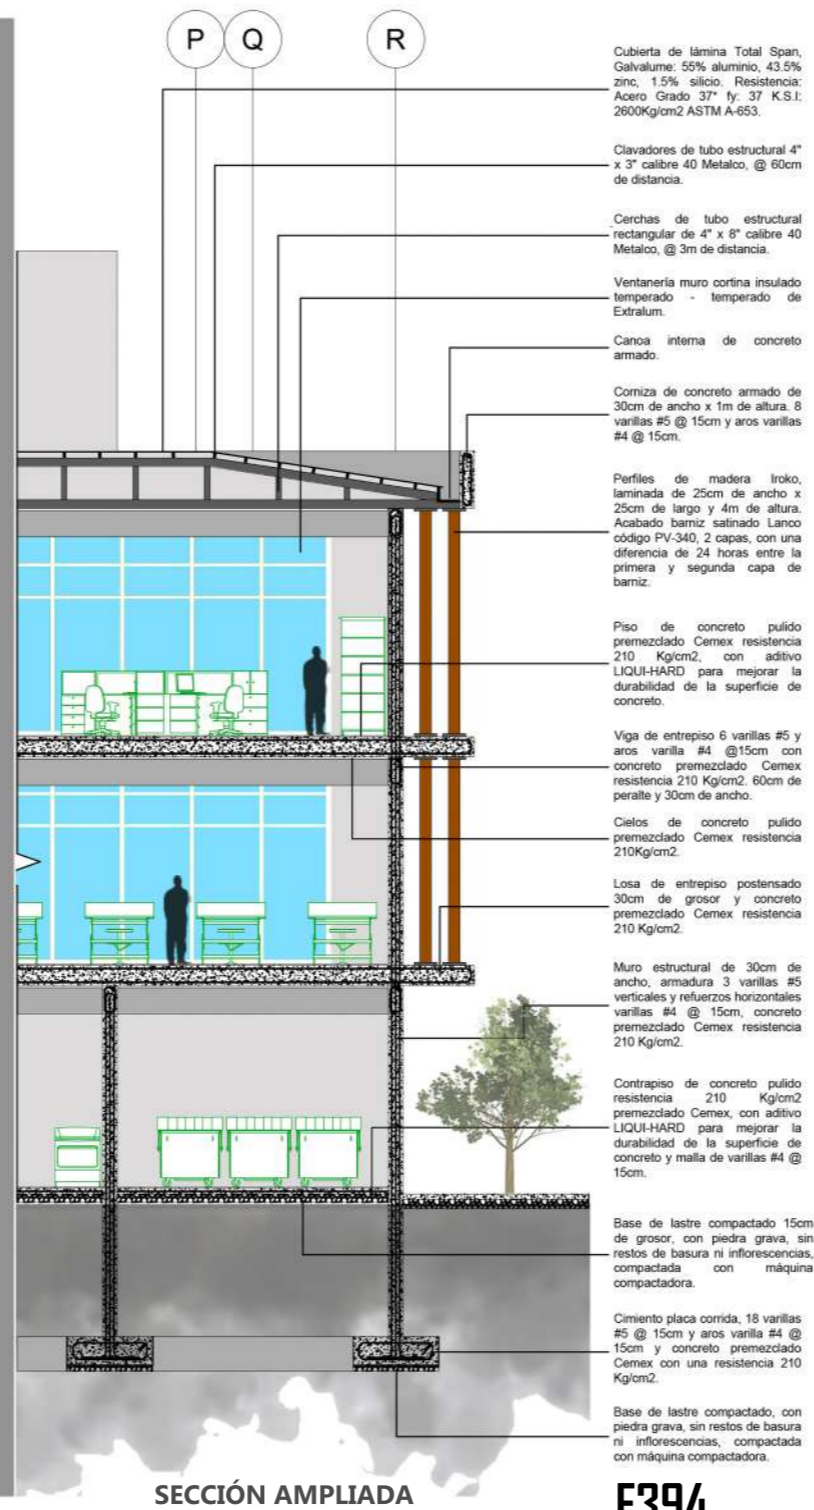 P Q R
Cubierta de lámina Total Span,
Galvalume: 55% aluminio, 43.5%
zinc, 1.5% silicio. Resistencia:
Acero Grado 37* fy: 37 K.S.I:
2600Kg/cm2 ASTM A-653.
Clavadores de tubo estructural 4"
x 3" calibre 40 Metalco, @ 60cm
de distancia.
Cerchas de tubo estructural
rectangular de 4" x 8" calibre 40
Metalco, @ 3m de distancia.
Ventanería muro cortina insulado
temperado - temperado de
Extralum.
Canoa interna de concreto
armado.
Corniza de concreto armado de
30cm de ancho x 1m de altura. 8
varillas #5 @ 15cm y aros varillas
#4 @ 15cm.
Perfiles de madera Iroko,
laminada de 25cm de ancho x
25cm de largo y 4m de altura.
Acabado barniz satinado Lanco
código PV-340, 2 capas, con una
diferencia de 24 horas entre la
primera y segunda capa de
barniz.
Piso de concreto pulido
premezclado Cemex resistencia
210 Kg/cm2, con aditivo
LIQUI-HARD para mejorar la
durabilidad de la superficie de
concreto.
Viga de entrepiso 6 varillas #5 y
aros varilla #4 @15cm con
concreto premezclado Cemex
resistencia 210 Kg/cm2. 60cm de
peralte y 30cm de ancho.
Cielos de concreto pulido
premezclado Cemex resistencia
210Kg/cm2.
Losa de entrepiso postensado
30cm de grosor y concreto
premezclado Cemex resistencia
210 Kg/cm2.
Muro estructural de 30cm de
ancho, armadura 3 varillas #5
verticales y refuerzos horizontales
varillas #4 @ 15cm, concreto
premezclado Cemex resistencia
210 Kg/cm2.
Contrapiso de concreto pulido
resistencia 210 Kg/cm2
premezclado Cemex, con aditivo
LIQUI-HARD para mejorar la
durabilidad de la superficie de
concreto y malla de varillas #4 @
15cm.
Base de lastre compactado 15cm
de grosor, con piedra grava, sin
restos de basura ni inflorescencias,
compactada con máquina
compactadora.
Cimiento placa corrida, 18 varillas
#5 @ 15cm y aros varilla #4 @
15cm y concreto premezclado
Cemex con una resistencia 210
Kg/cm2.
Base de lastre compactado, con
piedra grava, sin restos de basura
ni inflorescencias, compactada
con máquina compactadora.
SECCIÓN AMPLIADA
E394